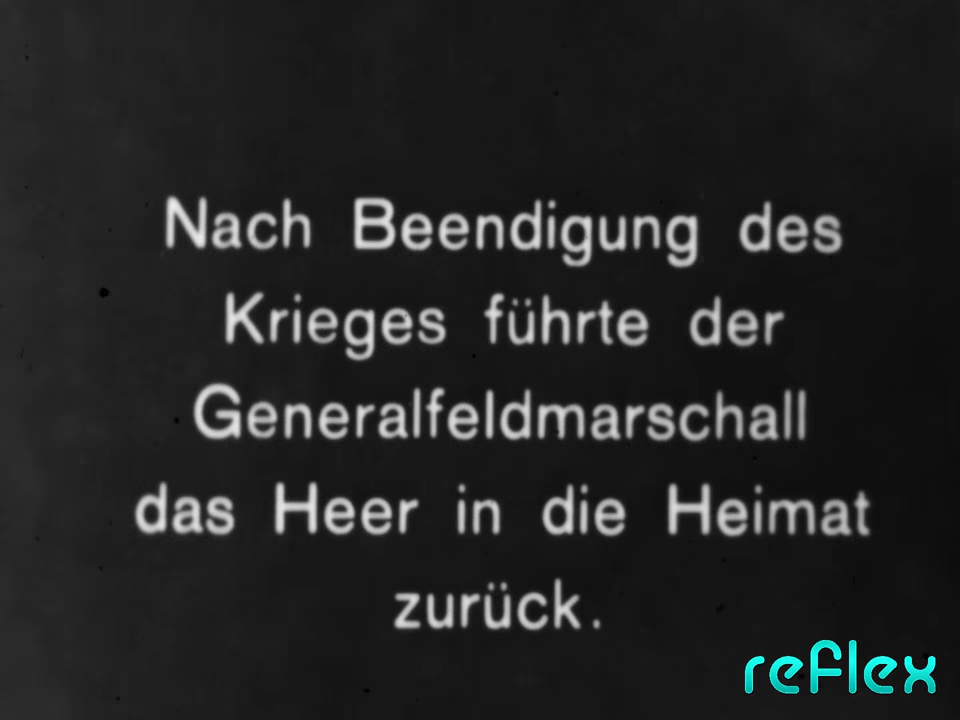 Nach Beendigung des
Krieges führte der
Generalfeldmarschall
das Heer in die Heimat
zurück.
reflex